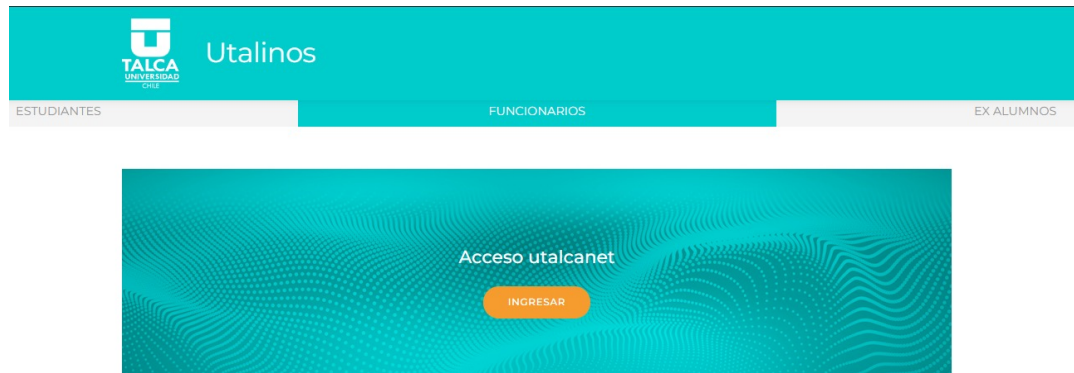 TALCA
UNIVERSIDAD
CHILE
Utalinos
ESTUDIANTES FUNCIONARIOS EX ALUMNOS
Acceso utalcanet
INGRESAR